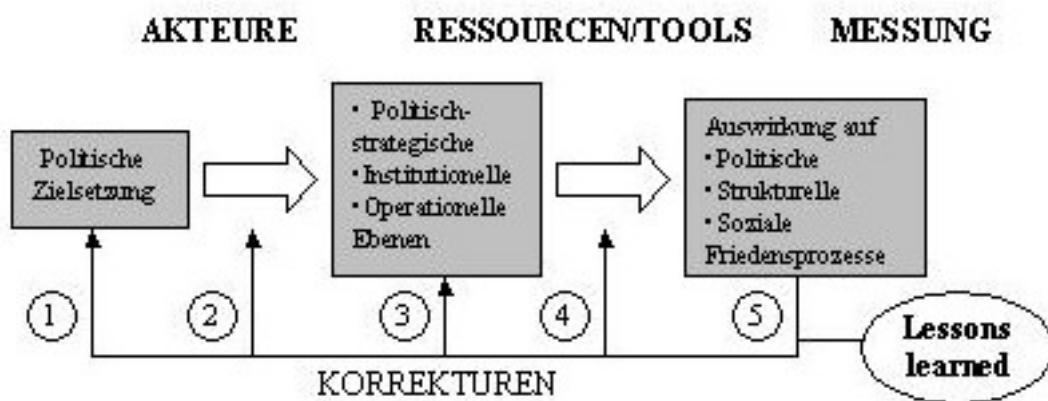 AKTEURE RESSOURCEN/TOOLS MESSUNG
Politische
Zielsetzung
• Politisch-
strategische
• Institutionelle
• Operationelle
Ebenen
Auswirkung auf
• Politische
• Strukturelle
• Soziale
Friedensprozesse
1 2 3 4 5
Lessons
learned
KORREKTUREN